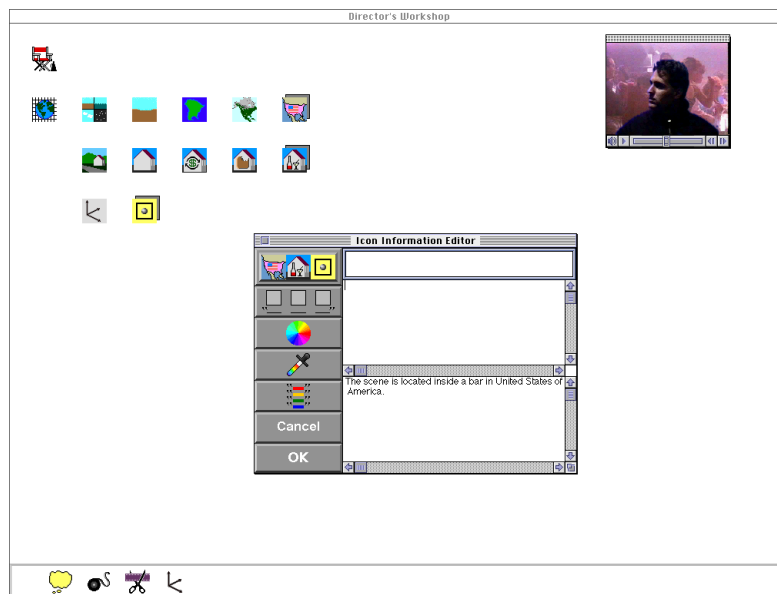 Director's Workshop
Icon Information Editor
The scene is located inside a bar in United States of
America.
Cancel
OK